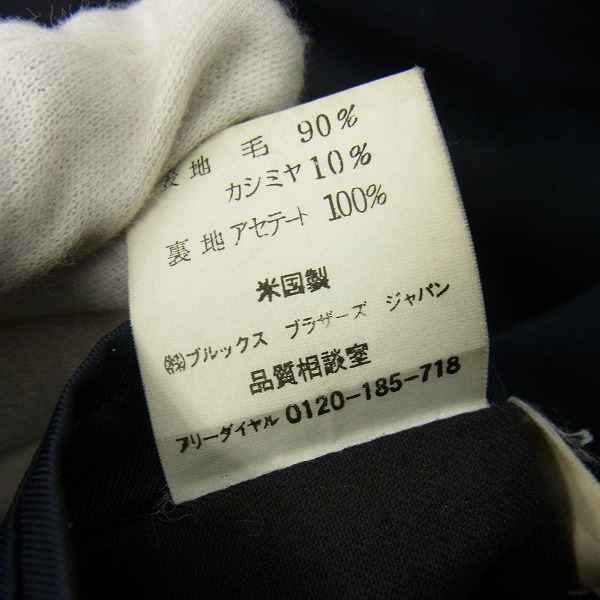 表地 毛 90%
カシミヤ 10%
裏地 アセテート 100%
米国製
㈱ブルックス ブラザーズ ジャパン
品質相談室
フリーダイヤル 0120-185-718